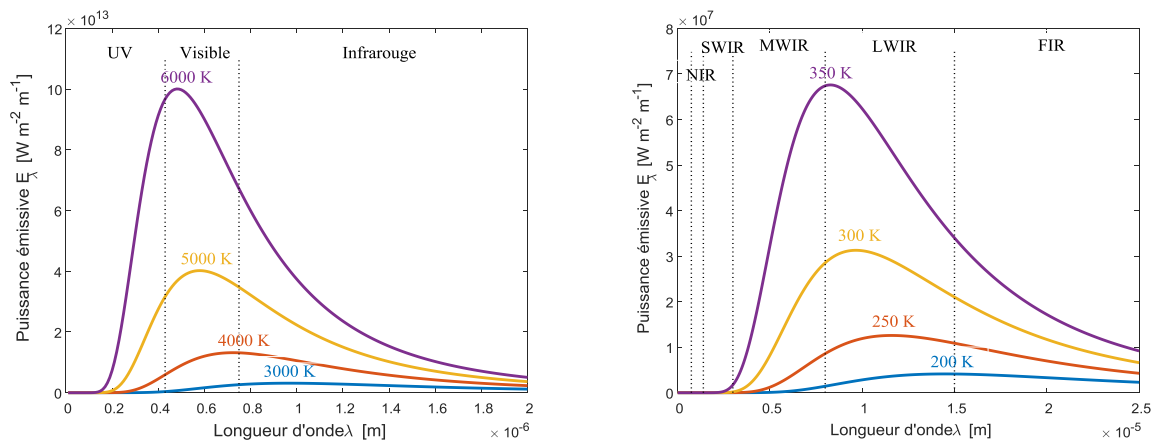 × 10^13
12
10
8
6
4
2
0
UV
Visible
Infrarouge
6000 K
5000 K
4000 K
3000 K
Puissance émissive E_λ [W m^-2 m^-1]
0 0.2 0.4 0.6 0.8 1 1.2 1.4 1.6 1.8 2
Longueur d'ondeλ [m]
× 10^-6
× 10^7
8
7
6
5
4
3
2
1
0
NIR
SWIR
MWIR
LWIR
FIR
350 K
300 K
250 K
200 K
Puissance émissive E_λ [W m^-2 m^-1]
0 0.5 1 1.5 2 2.5
Longueur d'ondeλ [m]
× 10^-5